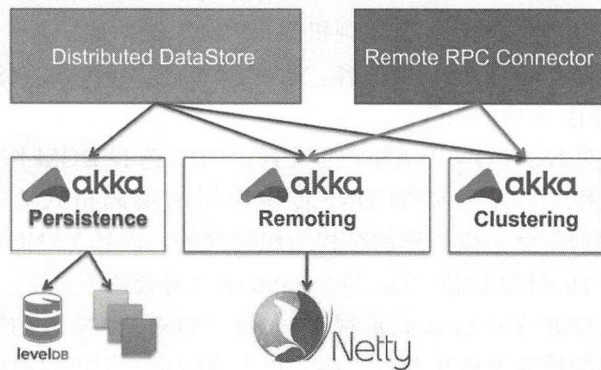 Distributed DataStore
Remote RPC Connector
akka
Persistence
akka
Remoting
akka
Clustering
levelDB
Netty